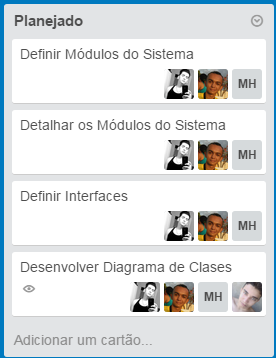 Planejado
Definir Módulos do Sistema
MH
Detalhar os Módulos do Sistema
MH
Definir Interfaces
MH
Desenvolver Diagrama de Clases
MH
Adicionar um cartão...